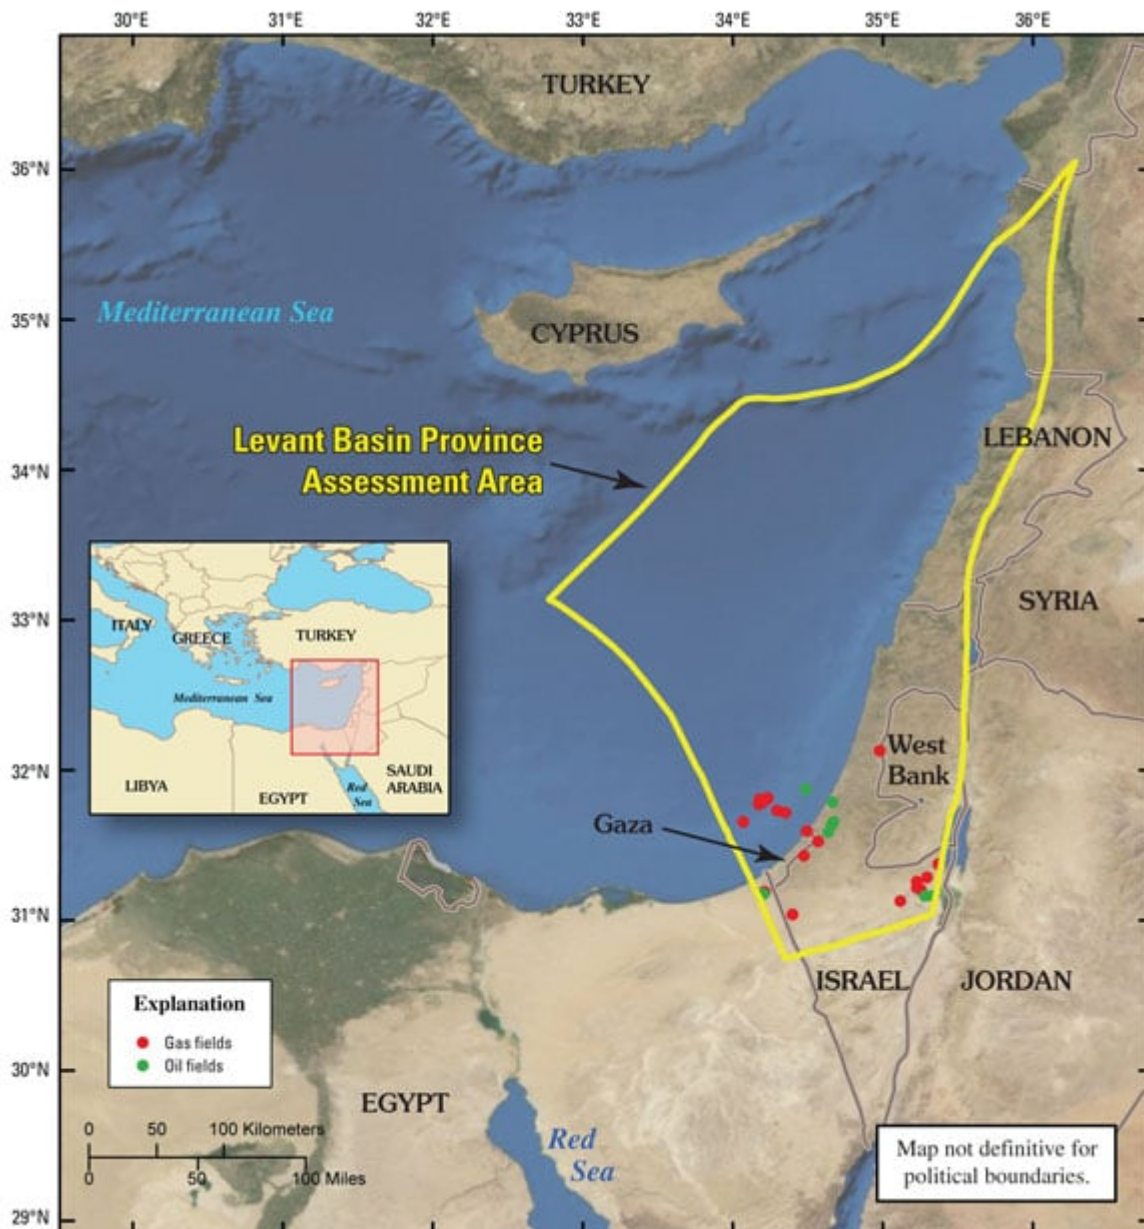 30°E
31°E
32°E
33°E
34°E
35°E
36°E
TURKEY
36°N
Mediterranean Sea
35°N
CYPRUS
Levant Basin Province
Assessment Area
LEBANON
34°N
33°N
SYRIA
ITALY
GREECE
TURKEY
Mediterranean Sea
LIBYA
EGYPT
Red
Sea
SAUDI
ARABIA
32°N
West
Bank
Gaza
31°N
ISRAEL
JORDAN
Explanation
Gas fields
Oil fields
30°N
EGYPT
Red
Sea
0
50
100 Kilometers
0
50
100 Miles
Map not definitive for
political boundaries.
29°N